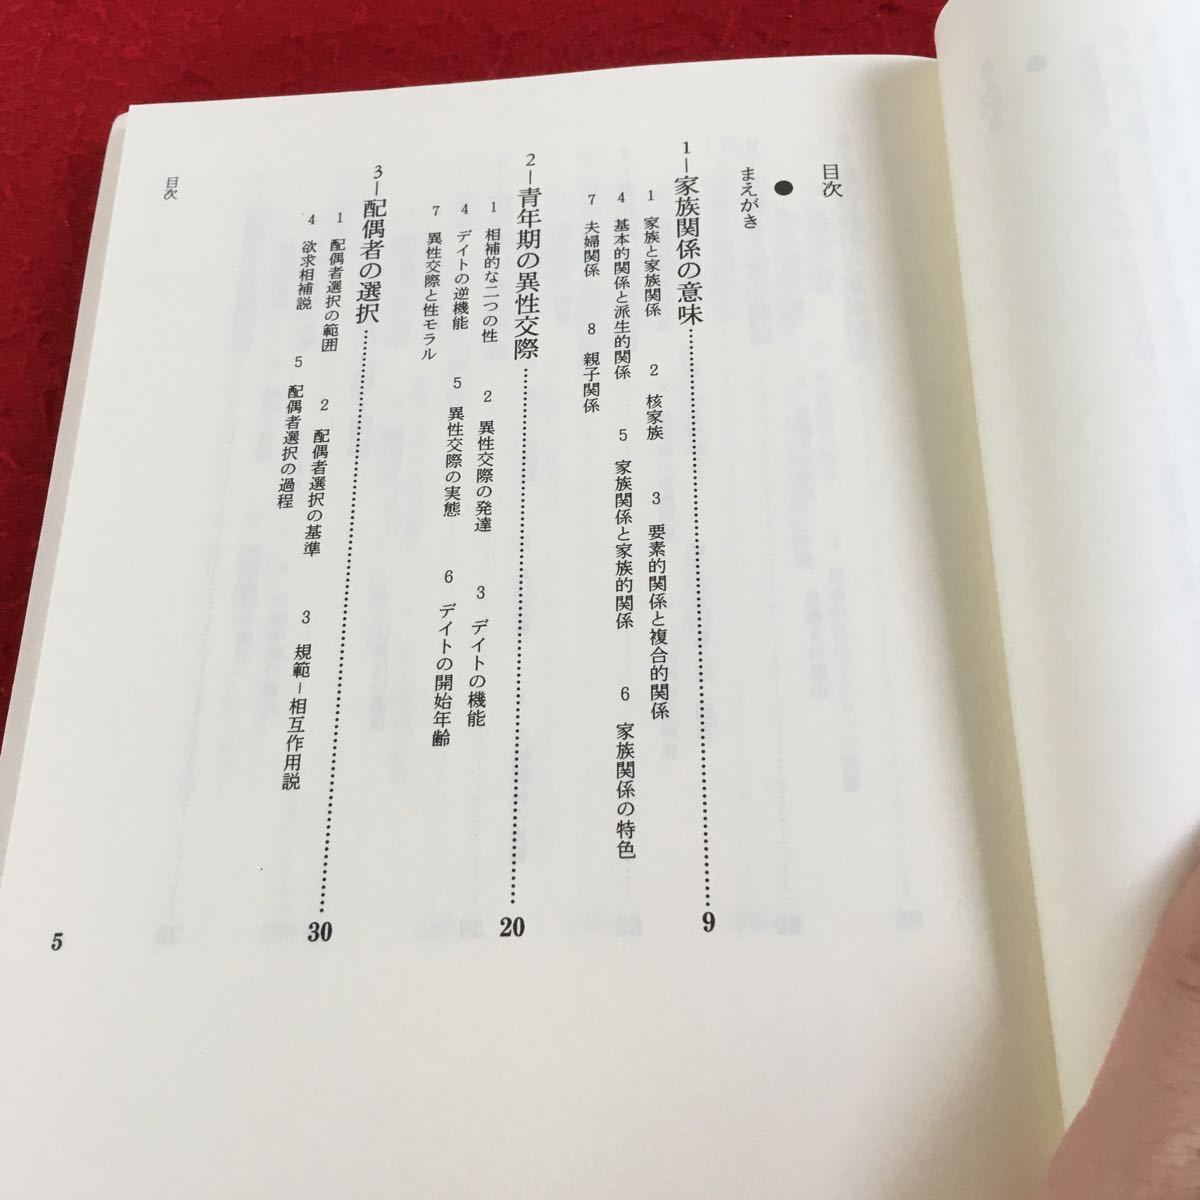 目次
●
まえがき
1―家族関係の意味……………………9
1 家族と家族関係 2 核家族 3 要素的関係と複合的関係
4 基本的関係と派生的関係 5 家族関係と家族的関係 6 家族関係の特色
7 夫婦関係 8 親子関係
2―青年期の異性交際……………………20
1 相補的な二つの性 2 異性交際の発達 3 デイトの機能
4 デイトの逆機能 5 異性交際の実態 6 デイトの開始年齢
7 異性交際と性モラル
3―配偶者の選択……………………30
1 配偶者選択の範囲 2 配偶者選択の基準 3 規範―相互作用説
4 欲求相補説 5 配偶者選択の過程
目次
5